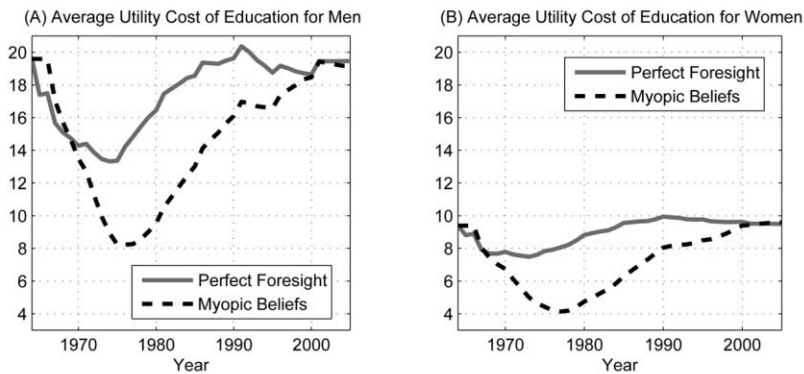 (A) Average Utility Cost of Education for Men
20
18
16
14
12
10
8
6
4
Perfect Foresight
Myopic Beliefs
1970 1980 1990 2000
Year
(B) Average Utility Cost of Education for Women
20
18
16
14
12
10
8
6
4
Perfect Foresight
Myopic Beliefs
1970 1980 1990 2000
Year